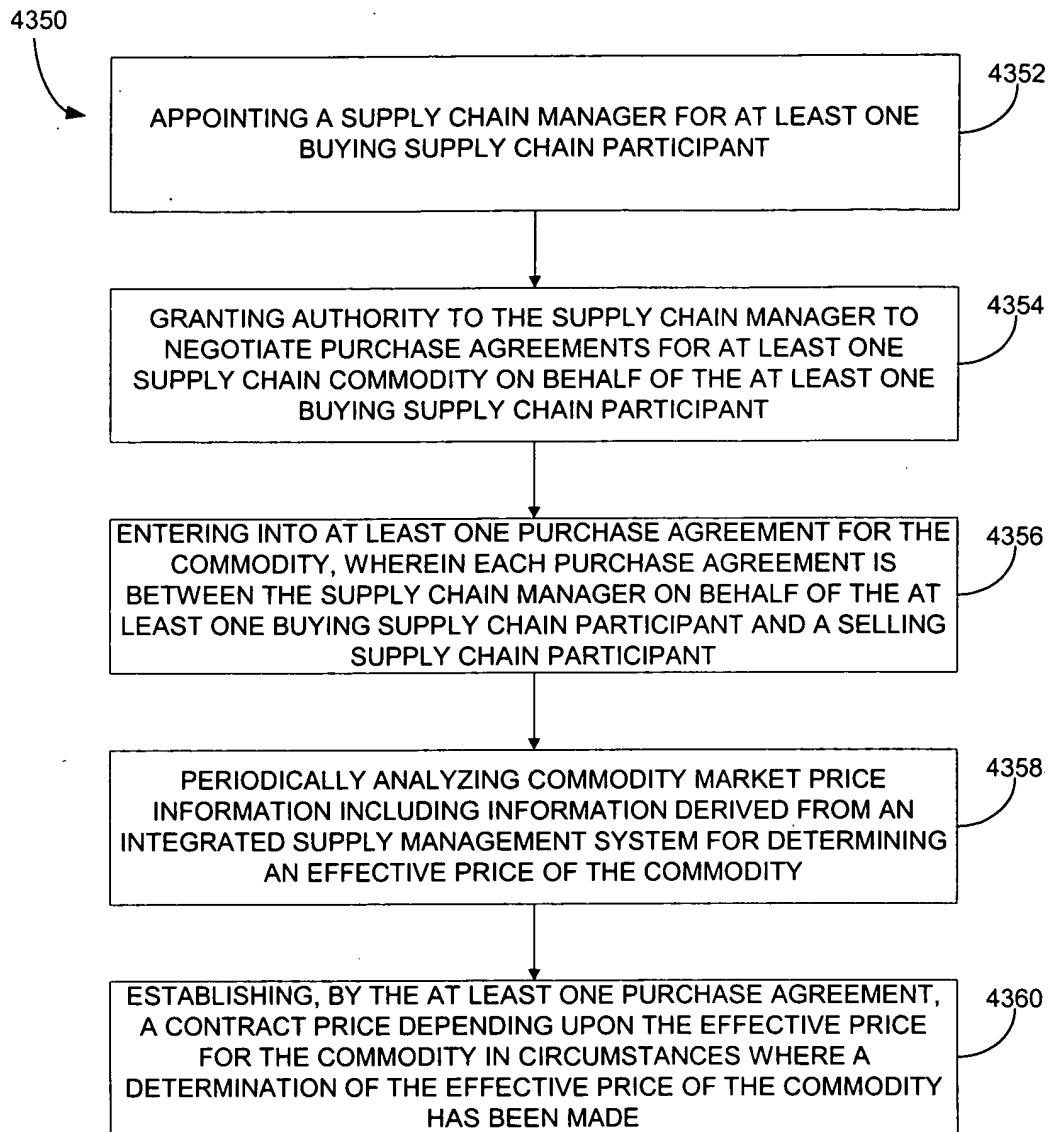 4350
4352
APPOINTING A SUPPLY CHAIN MANAGER FOR AT LEAST ONE
BUYING SUPPLY CHAIN PARTICIPANT
4354
GRANTING AUTHORITY TO THE SUPPLY CHAIN MANAGER TO
NEGOTIATE PURCHASE AGREEMENTS FOR AT LEAST ONE
SUPPLY CHAIN COMMODITY ON BEHALF OF THE AT LEAST ONE
BUYING SUPPLY CHAIN PARTICIPANT
4356
ENTERING INTO AT LEAST ONE PURCHASE AGREEMENT FOR THE
COMMODITY, WHEREIN EACH PURCHASE AGREEMENT IS
BETWEEN THE SUPPLY CHAIN MANAGER ON BEHALF OF THE AT
LEAST ONE BUYING SUPPLY CHAIN PARTICIPANT AND A SELLING
SUPPLY CHAIN PARTICIPANT
4358
PERIODICALLY ANALYZING COMMODITY MARKET PRICE
INFORMATION INCLUDING INFORMATION DERIVED FROM AN
INTEGRATED SUPPLY MANAGEMENT SYSTEM FOR DETERMINING
AN EFFECTIVE PRICE OF THE COMMODITY
4360
ESTABLISHING, BY THE AT LEAST ONE PURCHASE AGREEMENT,
A CONTRACT PRICE DEPENDING UPON THE EFFECTIVE PRICE
FOR THE COMMODITY IN CIRCUMSTANCES WHERE A
DETERMINATION OF THE EFFECTIVE PRICE OF THE COMMODITY
HAS BEEN MADE